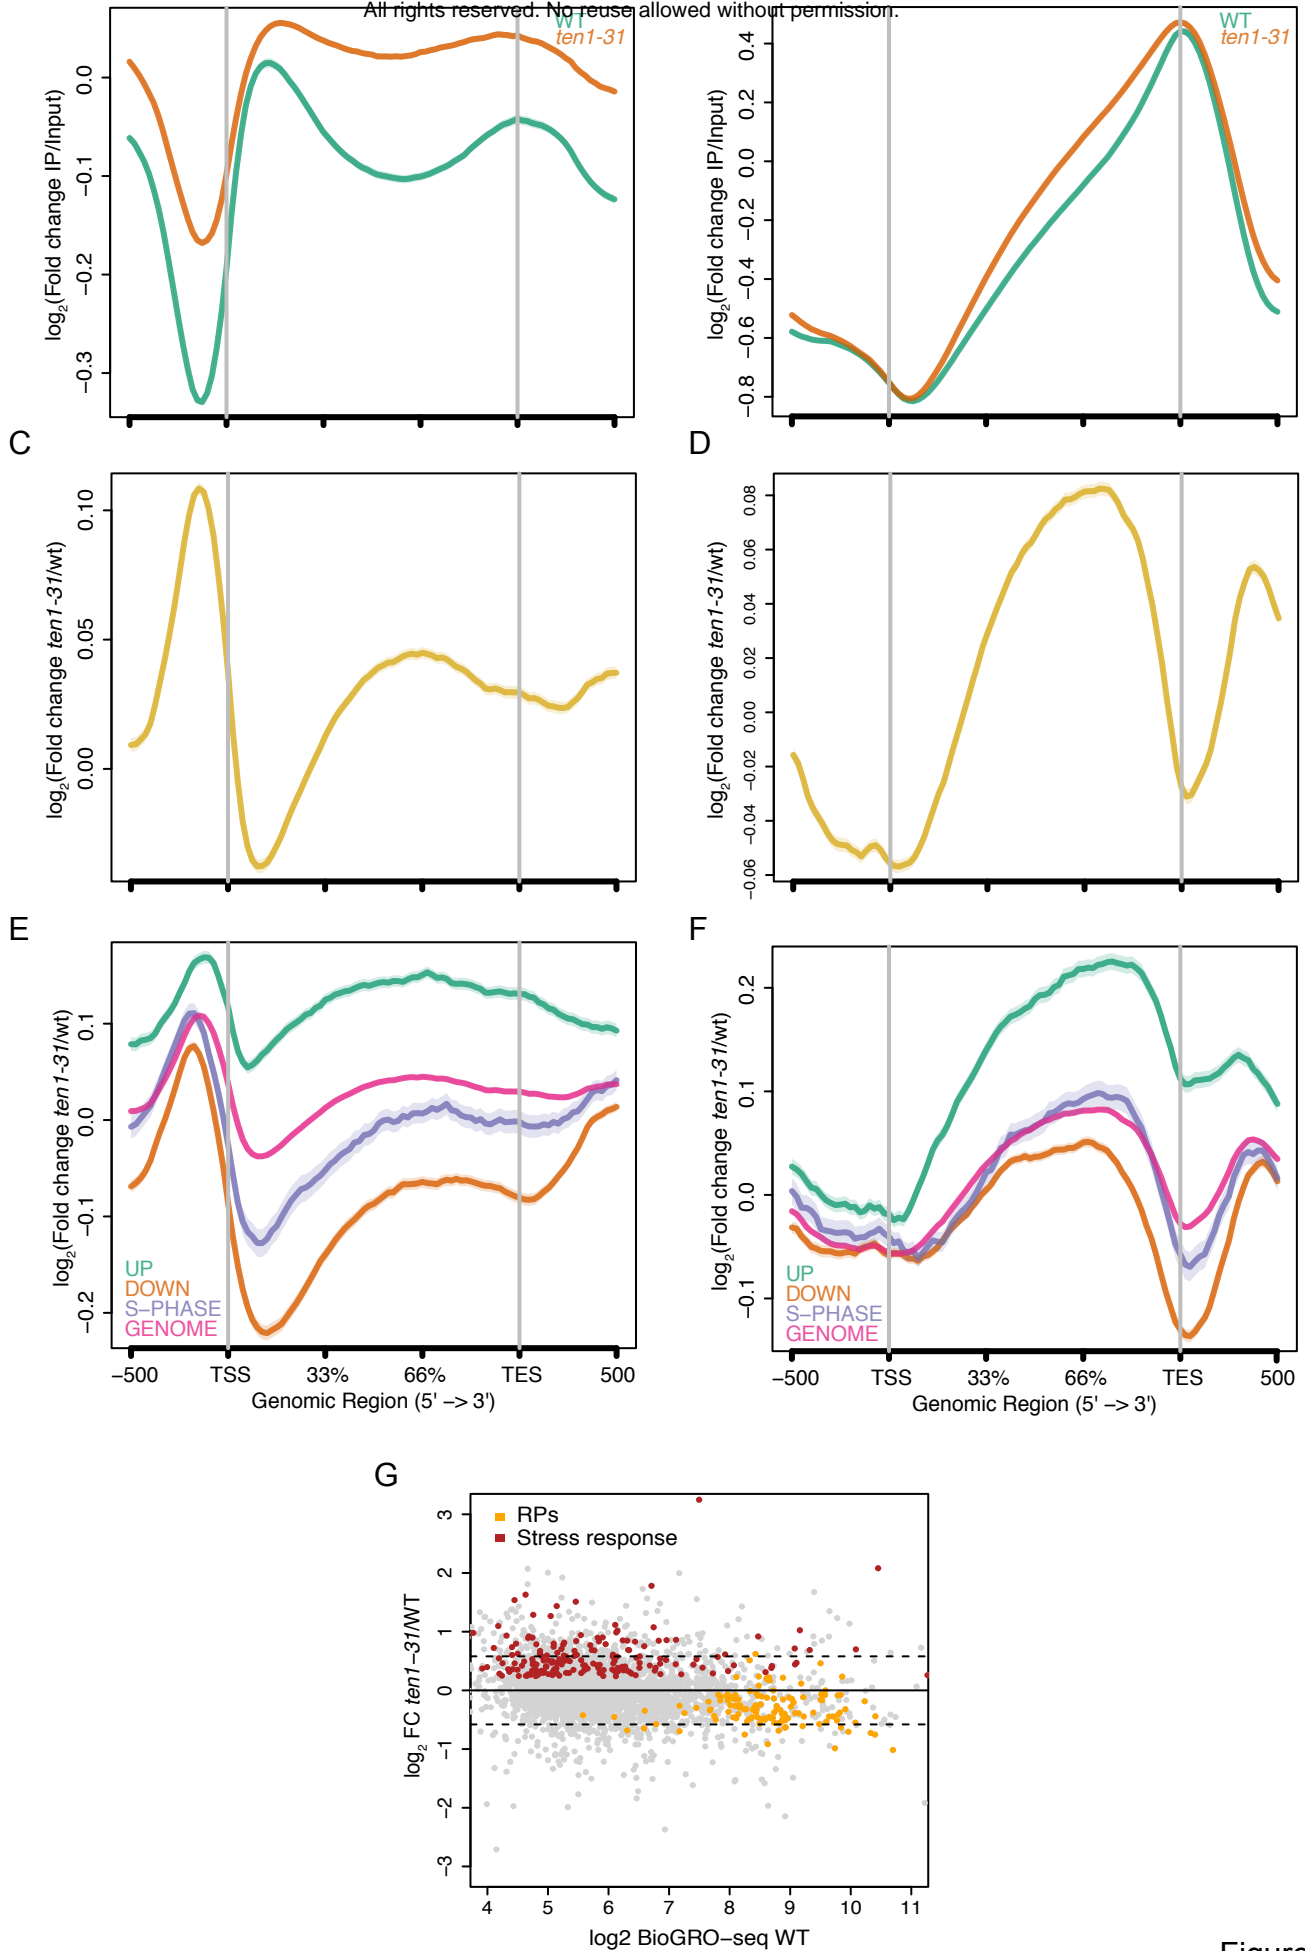 All rights reserved. No reuse allowed without permission.
WT
ten1-31
log2(Fold change IP/Input)
0.0
−0.1
−0.2
−0.3
WT
ten1-31
log2(Fold change IP/Input)
0.4
0.2
0.0
−0.2
−0.4
−0.6
−0.8
C
log2(Fold change ten1-31/wt)
0.10
0.05
0.00
D
log2(Fold change ten1-31/wt)
0.08
0.06
0.04
0.02
0.00
−0.02
−0.04
−0.06
E
log2(Fold change ten1-31/wt)
0.1
0.0
−0.1
−0.2
UP
DOWN
S−PHASE
GENOME
−500 TSS 33% 66% TES 500
Genomic Region (5' −> 3')
F
log2(Fold change ten1-31/wt)
0.2
0.1
0.0
−0.1
UP
DOWN
S−PHASE
GENOME
−500 TSS 33% 66% TES 500
Genomic Region (5' −> 3')
G
RPs
Stress response
log2 FC ten1−31/WT
3
2
1
0
−1
−2
−3
4 5 6 7 8 9 10 11
log2 BioGRO−seq WT